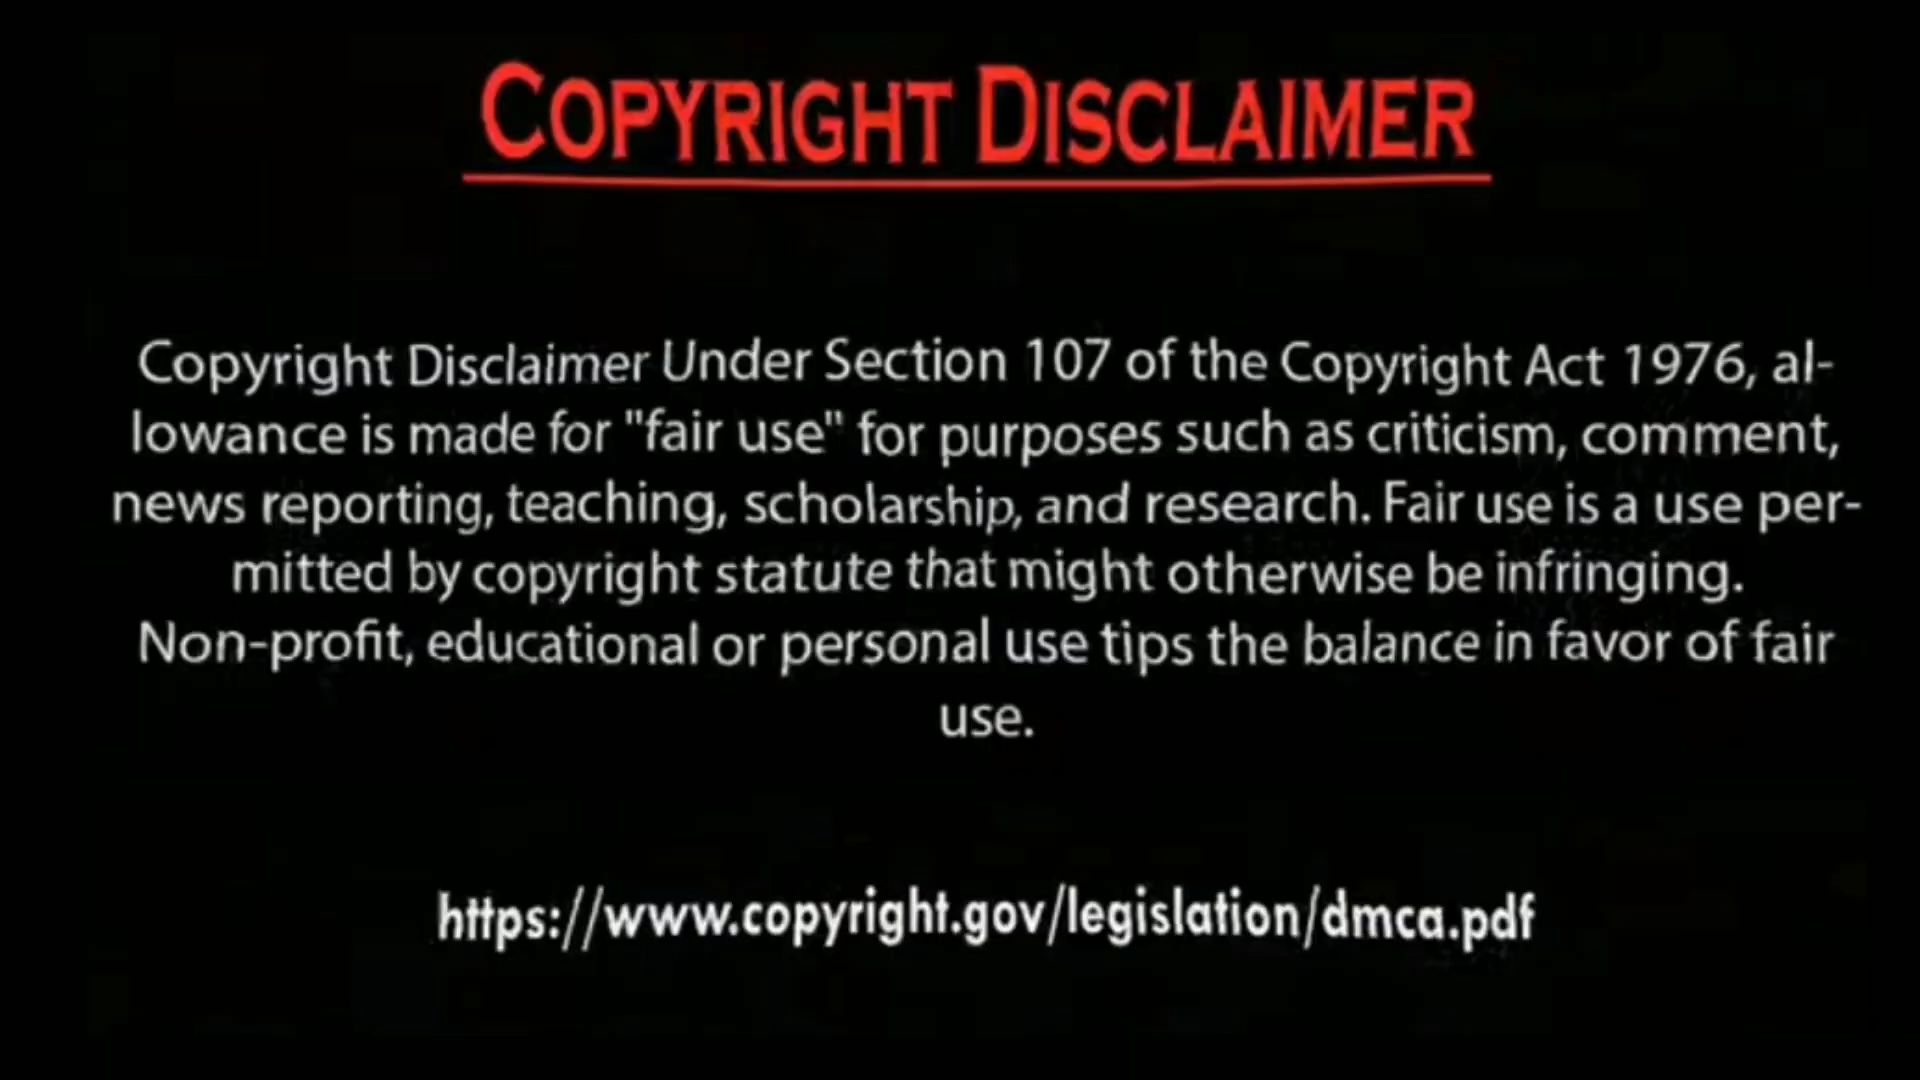 COPYRIGHT DISCLAIMER
Copyright Disclaimer Under Section 107 of the Copyright Act 1976, al-
lowance is made for "fair use" for purposes such as criticism, comment,
news reporting, teaching, scholarship, and research. Fair use is a use per-
mitted by copyright statute that might otherwise be infringing.
Non-profit, educational or personal use tips the balance in favor of fair
use.
https://www.copyright.gov/legislation/dmca.pdf